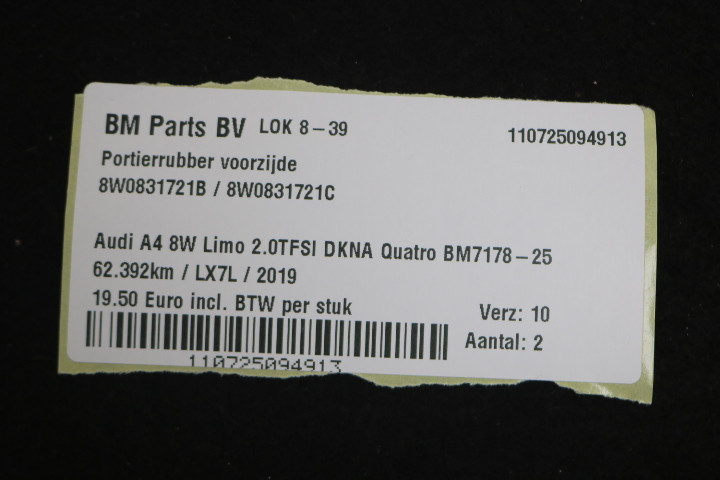 BM Parts BV LOK 8-39 110725094913
Portierrubber voorzijde
8W0831721B / 8W0831721C
Audi A4 8W Limo 2.0TFSI DKNA Quatro BM7178-25
62.392km / LX7L / 2019
19.50 Euro incl. BTW per stuk
Verz: 10
Aantal: 2
110725094913